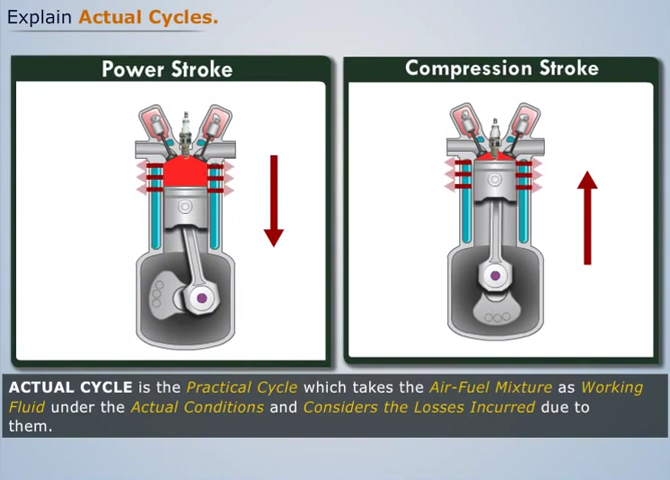 Explain Actual Cycles.
Power Stroke
Compression Stroke
ACTUAL CYCLE is the Practical Cycle which takes the Air-Fuel Mixture as Working
Fluid under the Actual Conditions and Considers the Losses Incurred due to
them.